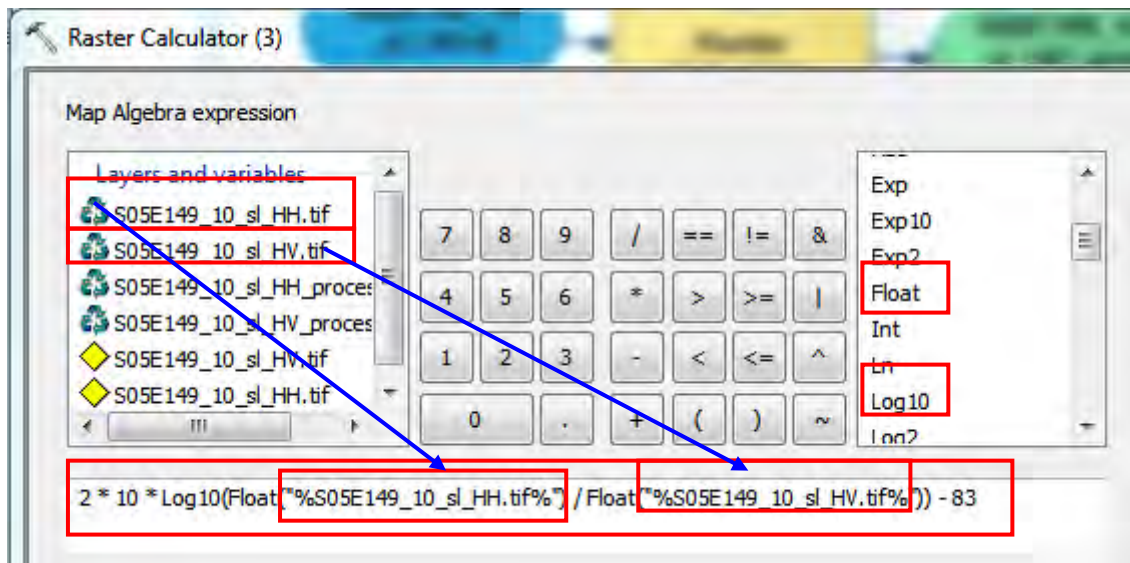 Raster Calculator (3)
Map Algebra expression
Layers and variables
S05E149_10_sl_HH.tif
S05E149_10_sl_HV.tif
S05E149_10_sl_HH_proces
S05E149_10_sl_HV_proces
S05E149_10_sl_HV.tif
S05E149_10_sl_HH.tif
7 8 9 / == != &
4 5 6 * > >= |
1 2 3 - < <= ^
0 . + ( ) ~
Exp
Exp10
Exp2
Float
Int
Ln
Log10
Log2
2 * 10 * Log10(Float("%S05E149_10_sl_HH.tif%") / Float("%S05E149_10_sl_HV.tif%")) - 83